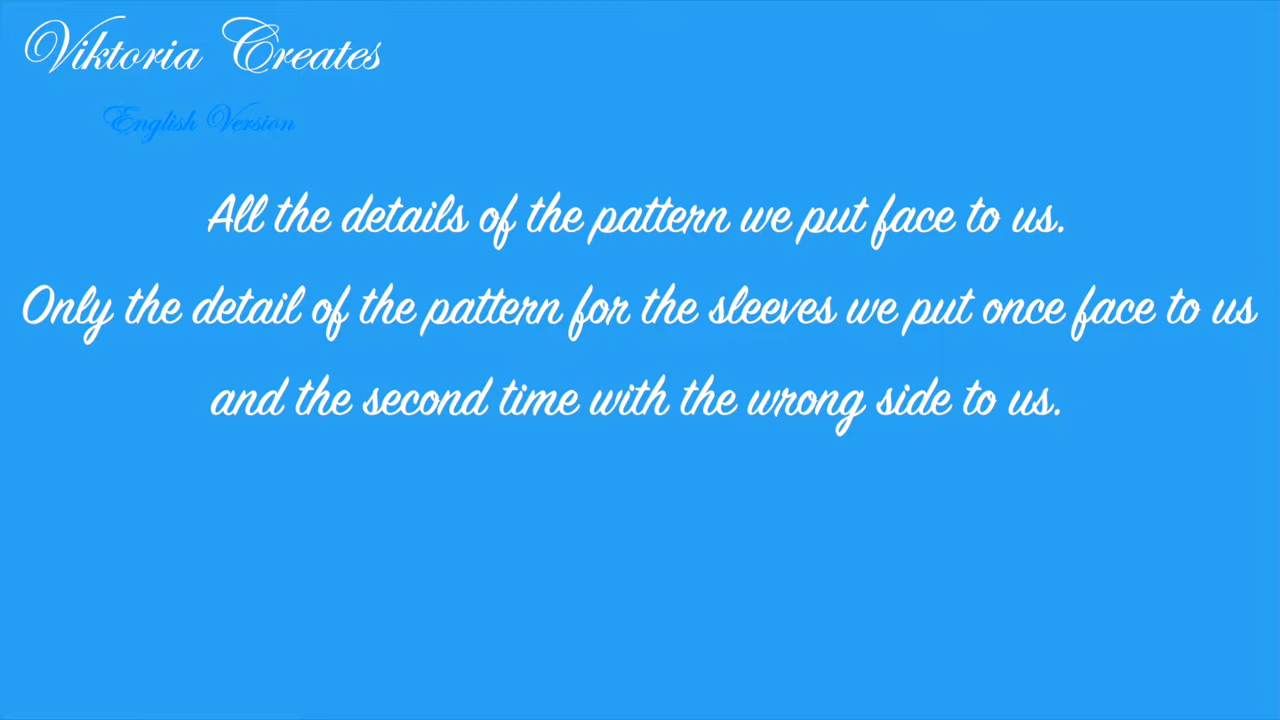 Viktoria Creates
English Version
All the details of the pattern we put face to us.
Only the detail of the pattern for the sleeves we put once face to us
and the second time with the wrong side to us.